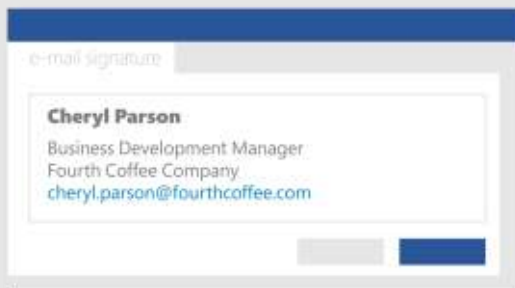 e-mail signature
Cheryl Parson
Business Development Manager
Fourth Coffee Company
cheryl.parson@fourthcoffee.com